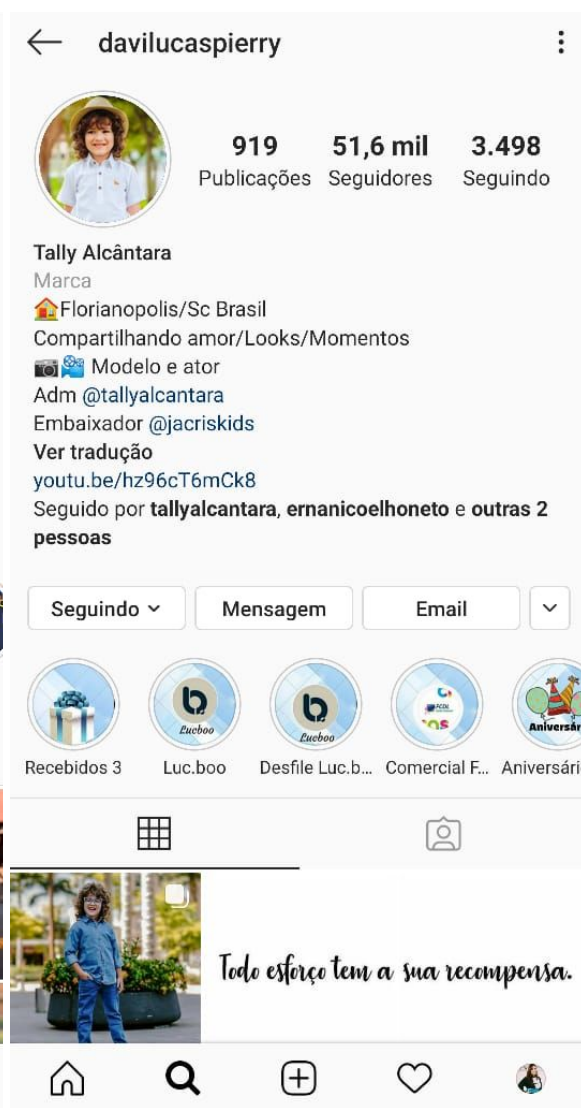 davilucaspierry
919
51,6 mil
3.498
Publicações
Seguidores
Seguindo
Tally Alcântara
Marca
Florianopolis/Sc Brasil
Compartilhando amor/Looks/Momentos
Modelo e ator
Adm @tallyalcantara
Embaixador @jacriskids
Ver tradução
youtu.be/hz96cT6mCk8
Seguido por tallyalcantara, ernanicoelhoneto e outras 2
pessoas
Seguindo
Mensagem
Email
b
Lucboo
b
Lucboo
Aniversár
Recebidos 3
Luc.boo
Desfile Luc.b...
Comercial F...
Aniversári
Todo esforço tem a sua recompensa.